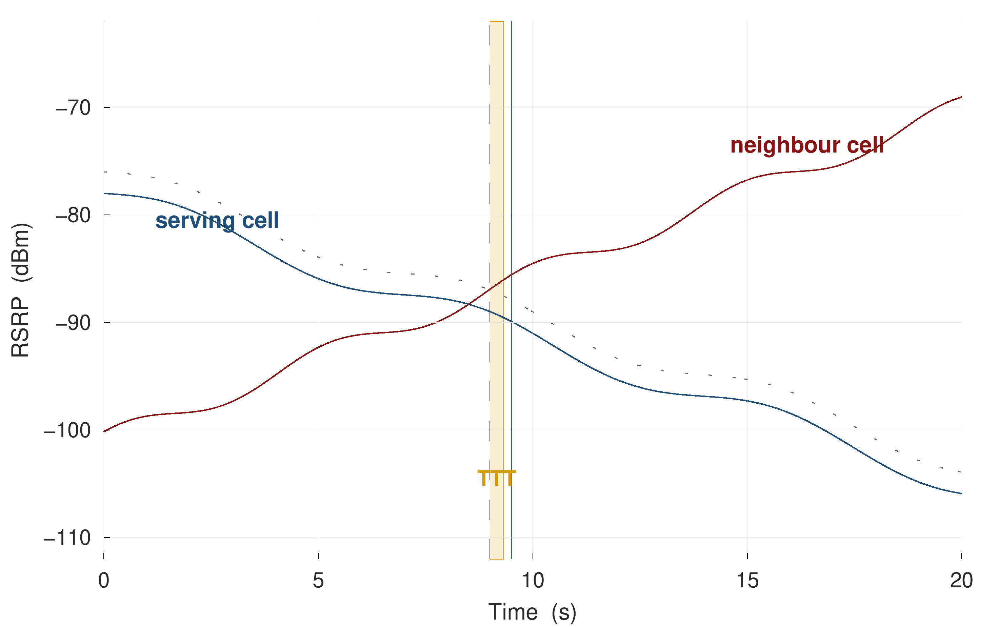 −70
neighbour cell
−80
serving cell
RSRP (dBm)
−90
−100
TTT
−110
0 5 10 15 20
Time (s)